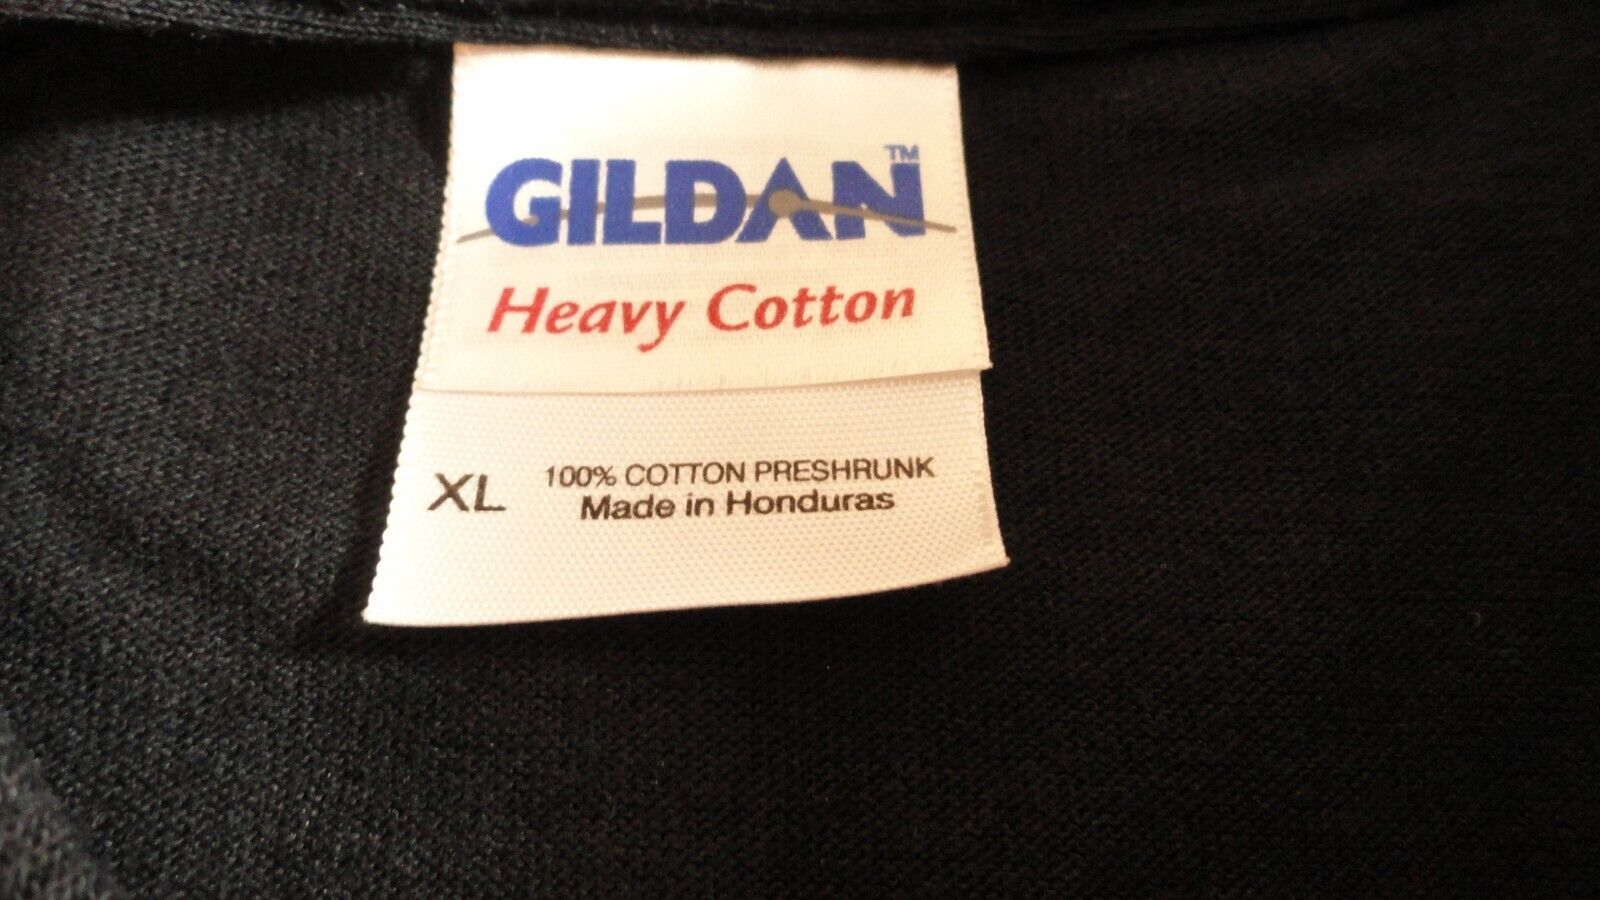 GILDAN™
Heavy Cotton
XL
100% COTTON PRESHRUNK
Made in Honduras